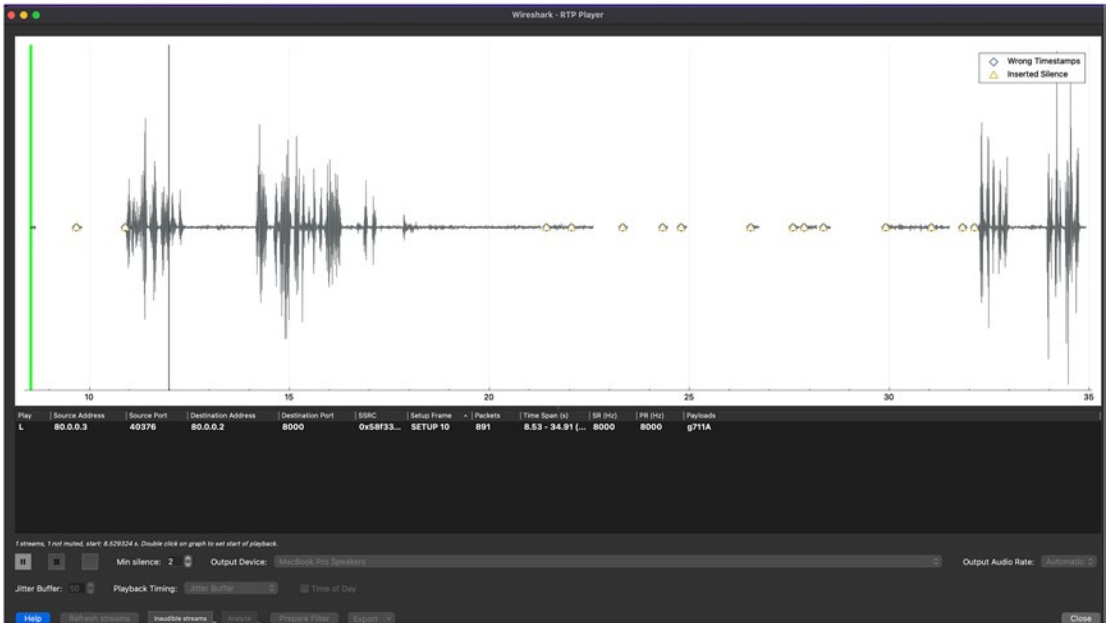 Wireshark · RTP Player
Wrong Timestamps
Inserted Silence
10 15 20 25 30 35
Play Source Address Source Port Destination Address Destination Port SSRC Setup Frame Packets Time Span (s) SR (Hz) PR (Hz) Payloads
L 80.0.0.3 40376 80.0.0.2 8000 0x58f33... SETUP 10 891 8.53 - 34.91 (... 8000 8000 g711A
1 streams, 1 not muted, start: 8.529324 s. Double click on graph to set start of playback.
Min silence: 2 Output Device: MacBook Pro Speakers Output Audio Rate: Automatic
Jitter Buffer: 50 Playback Timing: Jitter Buffer Time of Day
Help Refresh streams Inaudible streams Analyze Prepare Filter Export Close